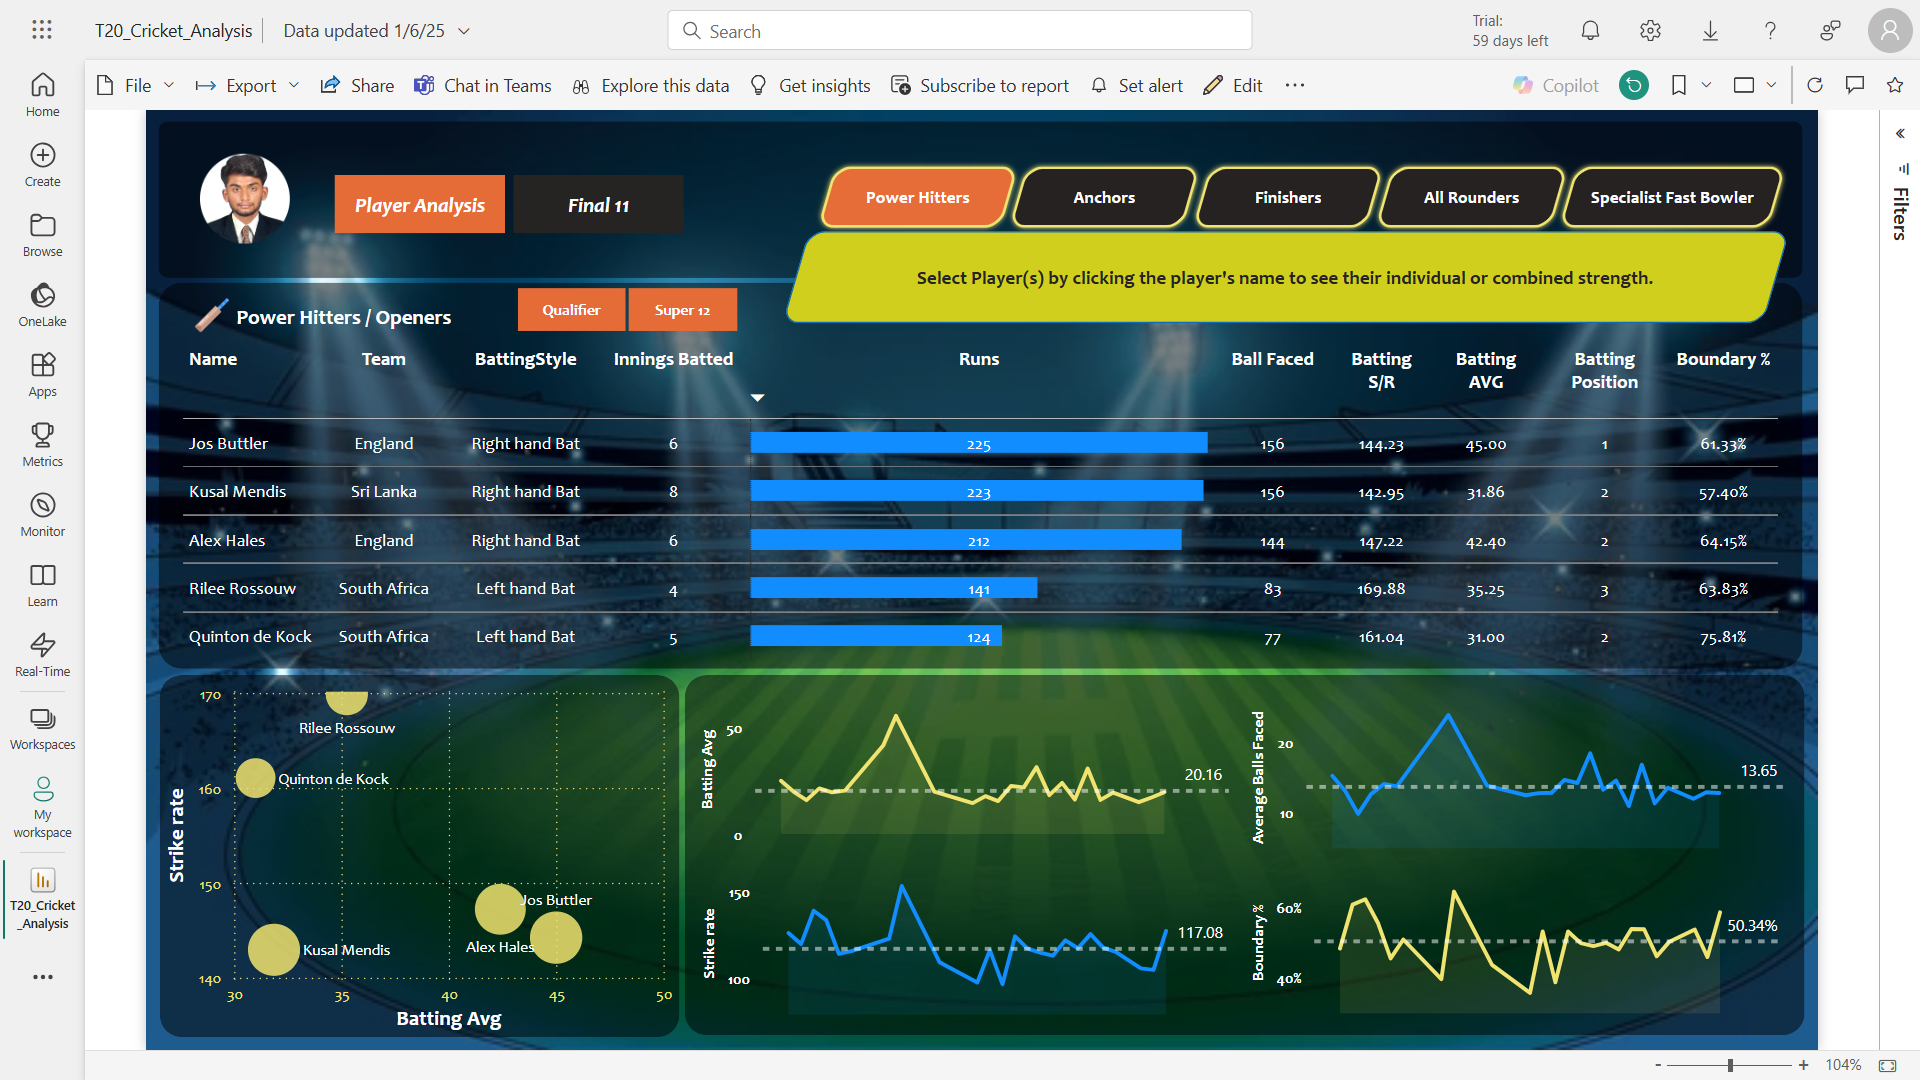 T20_Cricket_Analysis
Data updated 1/6/25
Search
Trial:
59 days left
Home
Create
Browse
OneLake
Apps
Metrics
Monitor
Learn
Real-Time
Workspaces
My
workspace
T20_Cricket
_Analysis
File
Export
Share
Chat in Teams
Explore this data
Get insights
Subscribe to report
Set alert
Edit
Copilot
Filters
Player Analysis
Final 11
Power Hitters
Anchors
Finishers
All Rounders
Specialist Fast Bowler
Select Player(s) by clicking the player's name to see their individual or combined strength.
Power Hitters / Openers
Qualifier
Super 12
Name Team BattingStyle Innings Batted Runs Ball Faced Batting S/R Batting AVG Batting Position Boundary %
Jos Buttler England Right hand Bat 6 225 156 144.23 45.00 1 61.33%
Kusal Mendis Sri Lanka Right hand Bat 8 223 156 142.95 31.86 2 57.40%
Alex Hales England Right hand Bat 6 212 144 147.22 42.40 2 64.15%
Rilee Rossouw South Africa Left hand Bat 4 141 83 169.88 35.25 3 63.83%
Quinton de Kock South Africa Left hand Bat 5 124 77 161.04 31.00 2 75.81%
Strike rate
170
160
150
140
Rilee Rossouw
Quinton de Kock
Jos Buttler
Alex Hales
Kusal Mendis
30 35 40 45 50
Batting Avg
Batting Avg
50
0
20.16
Average Balls Faced
20
10
13.65
Strike rate
150
100
117.08
Boundary %
60%
40%
50.34%
- + 104%